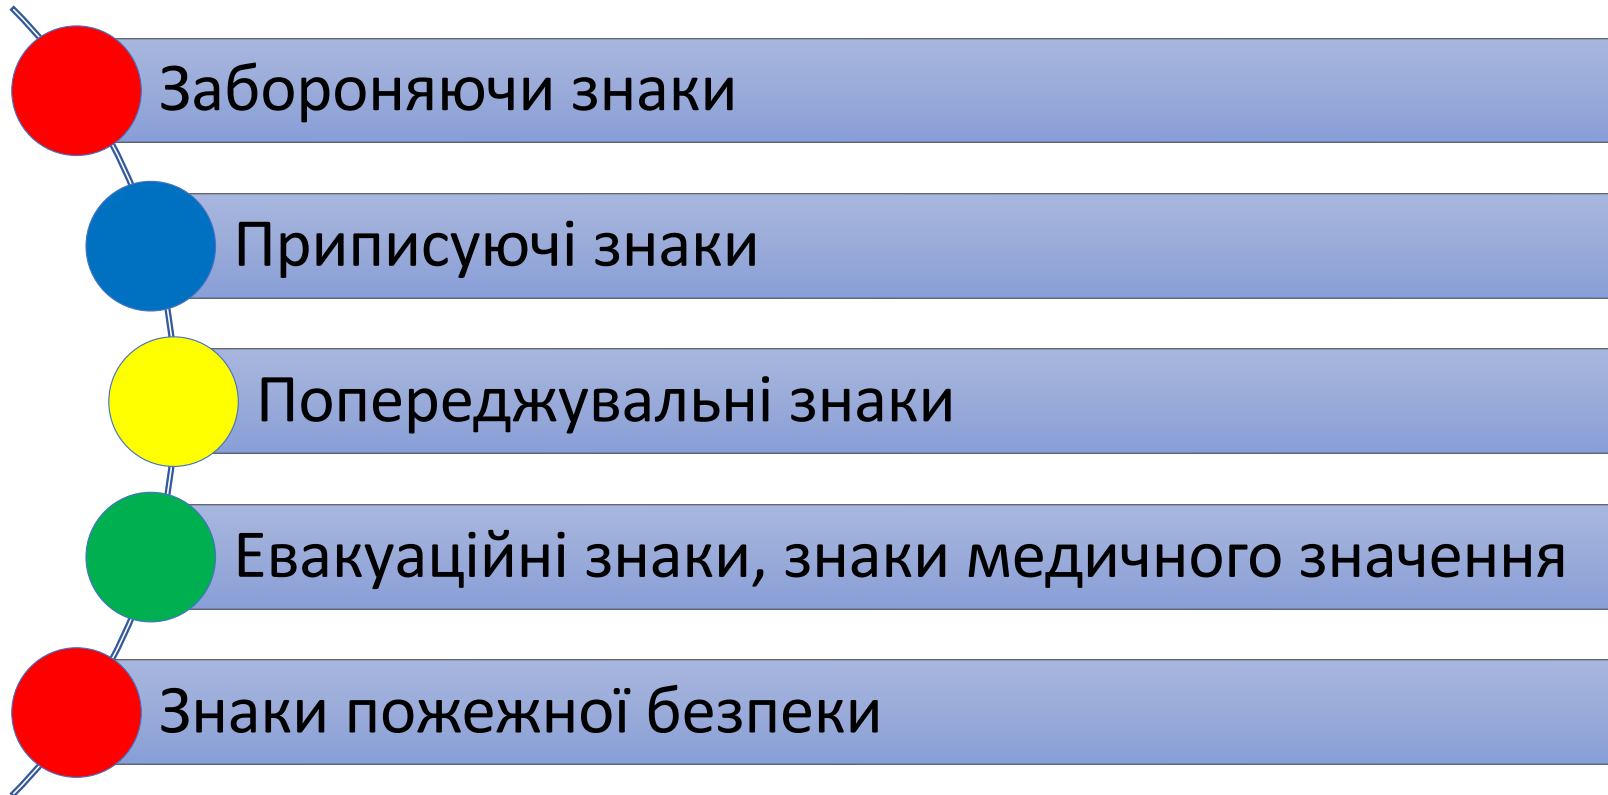 Забороняючи знаки
Приписуючі знаки
Попереджувальні знаки
Евакуаційні знаки, знаки медичного значення
Знаки пожежної безпеки